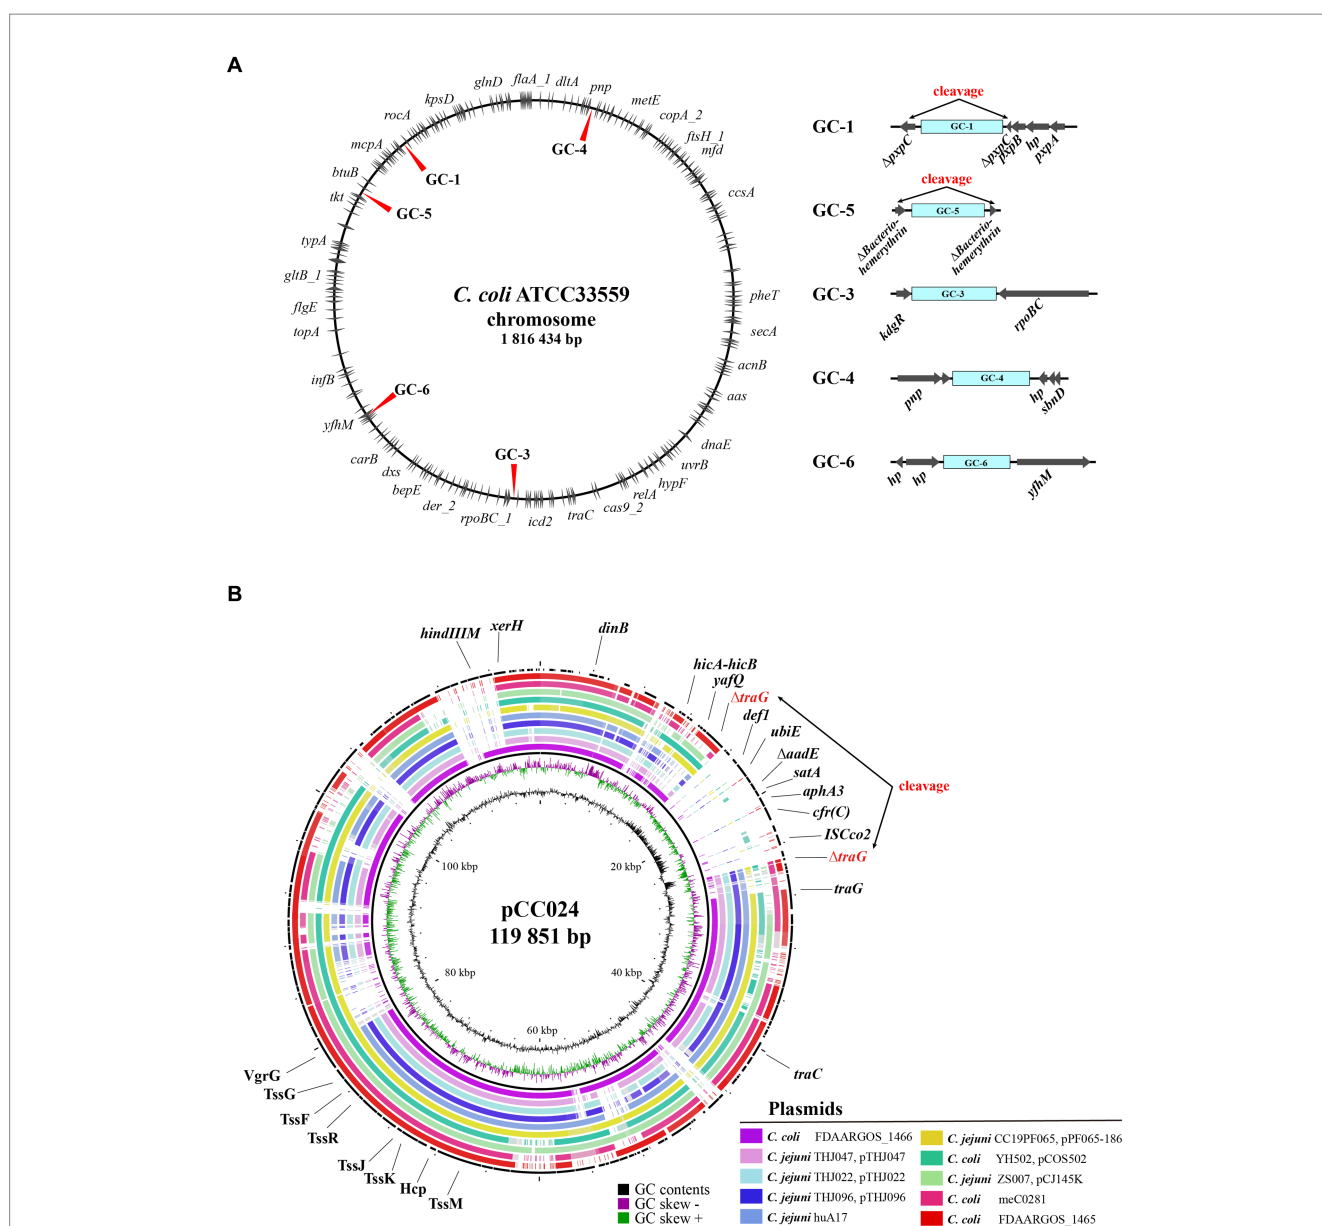 A
glnD
flaA_1
dltA
pnp
kpsD
metE
rocA
copA_2
ftsH_1
mcpA
mfd
GC-4
btuB
GC-1
ccsA
tkt
GC-5
typA
gltB_1
C. coli ATCC33559
pheT
flgE
chromosome
topA
1 816 434 bp
secA
acnB
infB
GC-6
aas
yfhM
dnaE
carB
GC-3
uvrB
dxs
hypF
bepE
relA
der_2
cas9_2
rpoBC_1
icd2
traC
cleavage
GC-1
GC-1
ΔpxpC
ΔpxpC
pxpB
hp
pxpA
cleavage
GC-5
GC-5
ΔBacterio-
hemerythrin
ΔBacterio-
hemerythrin
GC-3
GC-3
kdgR
rpoBC
GC-4
GC-4
pnp
hp
sbnD
GC-6
GC-6
hp
hp
yfhM
B
hindIIIM
xerH
dinB
hicA-hicB
yafQ
ΔtraG
def1
ubiE
ΔaadE
satA
aphA3
cfr(C)
ISCco2
ΔtraG
cleavage
traG
traC
100 kbp
20 kbp
pCC024
119 851 bp
80 kbp
40 kbp
60 kbp
VgrG
TssG
TssF
TssR
TssJ
TssK
Hcp
TssM
GC contents
GC skew -
GC skew +
Plasmids
C. coli FDAARGOS_1466
C. jejuni THJ047, pTHJ047
C. jejuni THJ022, pTHJ022
C. jejuni THJ096, pTHJ096
C. jejuni huA17
C. jejuni CC19PF065, pPF065-186
C. coli YH502, pCOS502
C. jejuni ZS007, pCJ145K
C. coli meC0281
C. coli FDAARGOS_1465